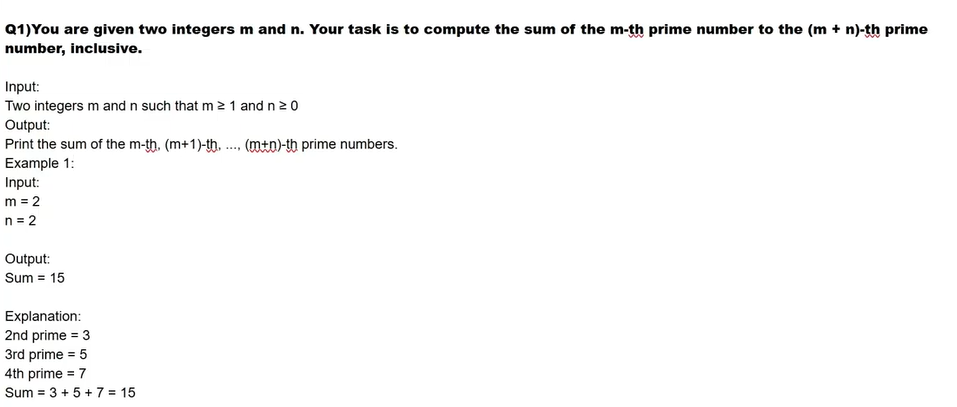 Q1)You are given two integers m and n. Your task is to compute the sum of the m-th prime number to the (m + n)-th prime
number, inclusive.
Input:
Two integers m and n such that m ≥ 1 and n ≥ 0
Output:
Print the sum of the m-th, (m+1)-th, ..., (m+n)-th prime numbers.
Example 1:
Input:
m = 2
n = 2
Output:
Sum = 15
Explanation:
2nd prime = 3
3rd prime = 5
4th prime = 7
Sum = 3 + 5 + 7 = 15